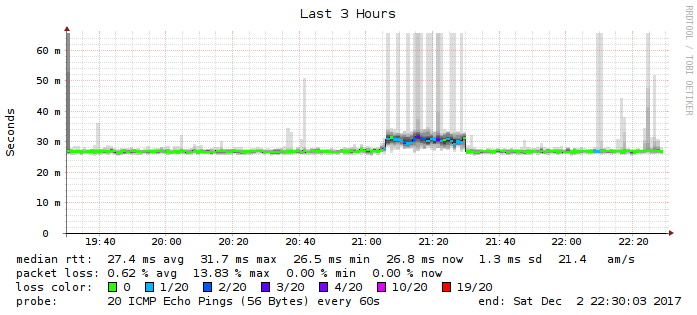 Last 3 Hours
RRDTOOL / TOBI OETIKER
Seconds
60 m
50 m
40 m
30 m
20 m
10 m
0
19:40 20:00 20:20 20:40 21:00 21:20 21:40 22:00 22:20
median rtt: 27.4 ms avg 31.7 ms max 26.5 ms min 26.8 ms now 1.3 ms sd 21.4 am/s
packet loss: 0.62 % avg 13.83 % max 0.00 % min 0.00 % now
loss color: 0 1/20 2/20 3/20 4/20 10/20 19/20
probe: 20 ICMP Echo Pings (56 Bytes) every 60s end: Sat Dec 2 22:30:03 2017